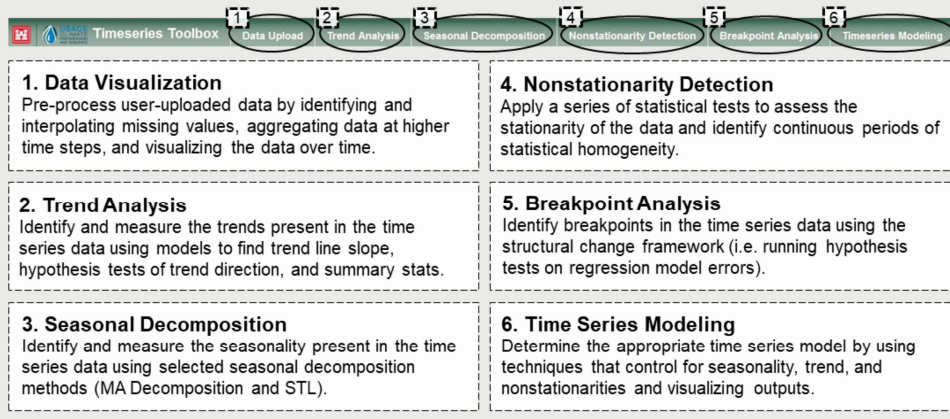 1 2 3 4 5 6
USACE
Timeseries Toolbox Data Upload Trend Analysis Seasonal Decomposition Nonstationarity Detection Breakpoint Analysis Timeseries Modeling
1. Data Visualization
Pre-process user-uploaded data by identifying and
interpolating missing values, aggregating data at higher
time steps, and visualizing the data over time.
2. Trend Analysis
Identify and measure the trends present in the time
series data using models to find trend line slope,
hypothesis tests of trend direction, and summary stats.
3. Seasonal Decomposition
Identify and measure the seasonality present in the time
series data using selected seasonal decomposition
methods (MA Decomposition and STL).
4. Nonstationarity Detection
Apply a series of statistical tests to assess the
stationarity of the data and identify continuous periods of
statistical homogeneity.
5. Breakpoint Analysis
Identify breakpoints in the time series data using the
structural change framework (i.e. running hypothesis
tests on regression model errors).
6. Time Series Modeling
Determine the appropriate time series model by using
techniques that control for seasonality, trend, and
nonstationarities and visualizing outputs.